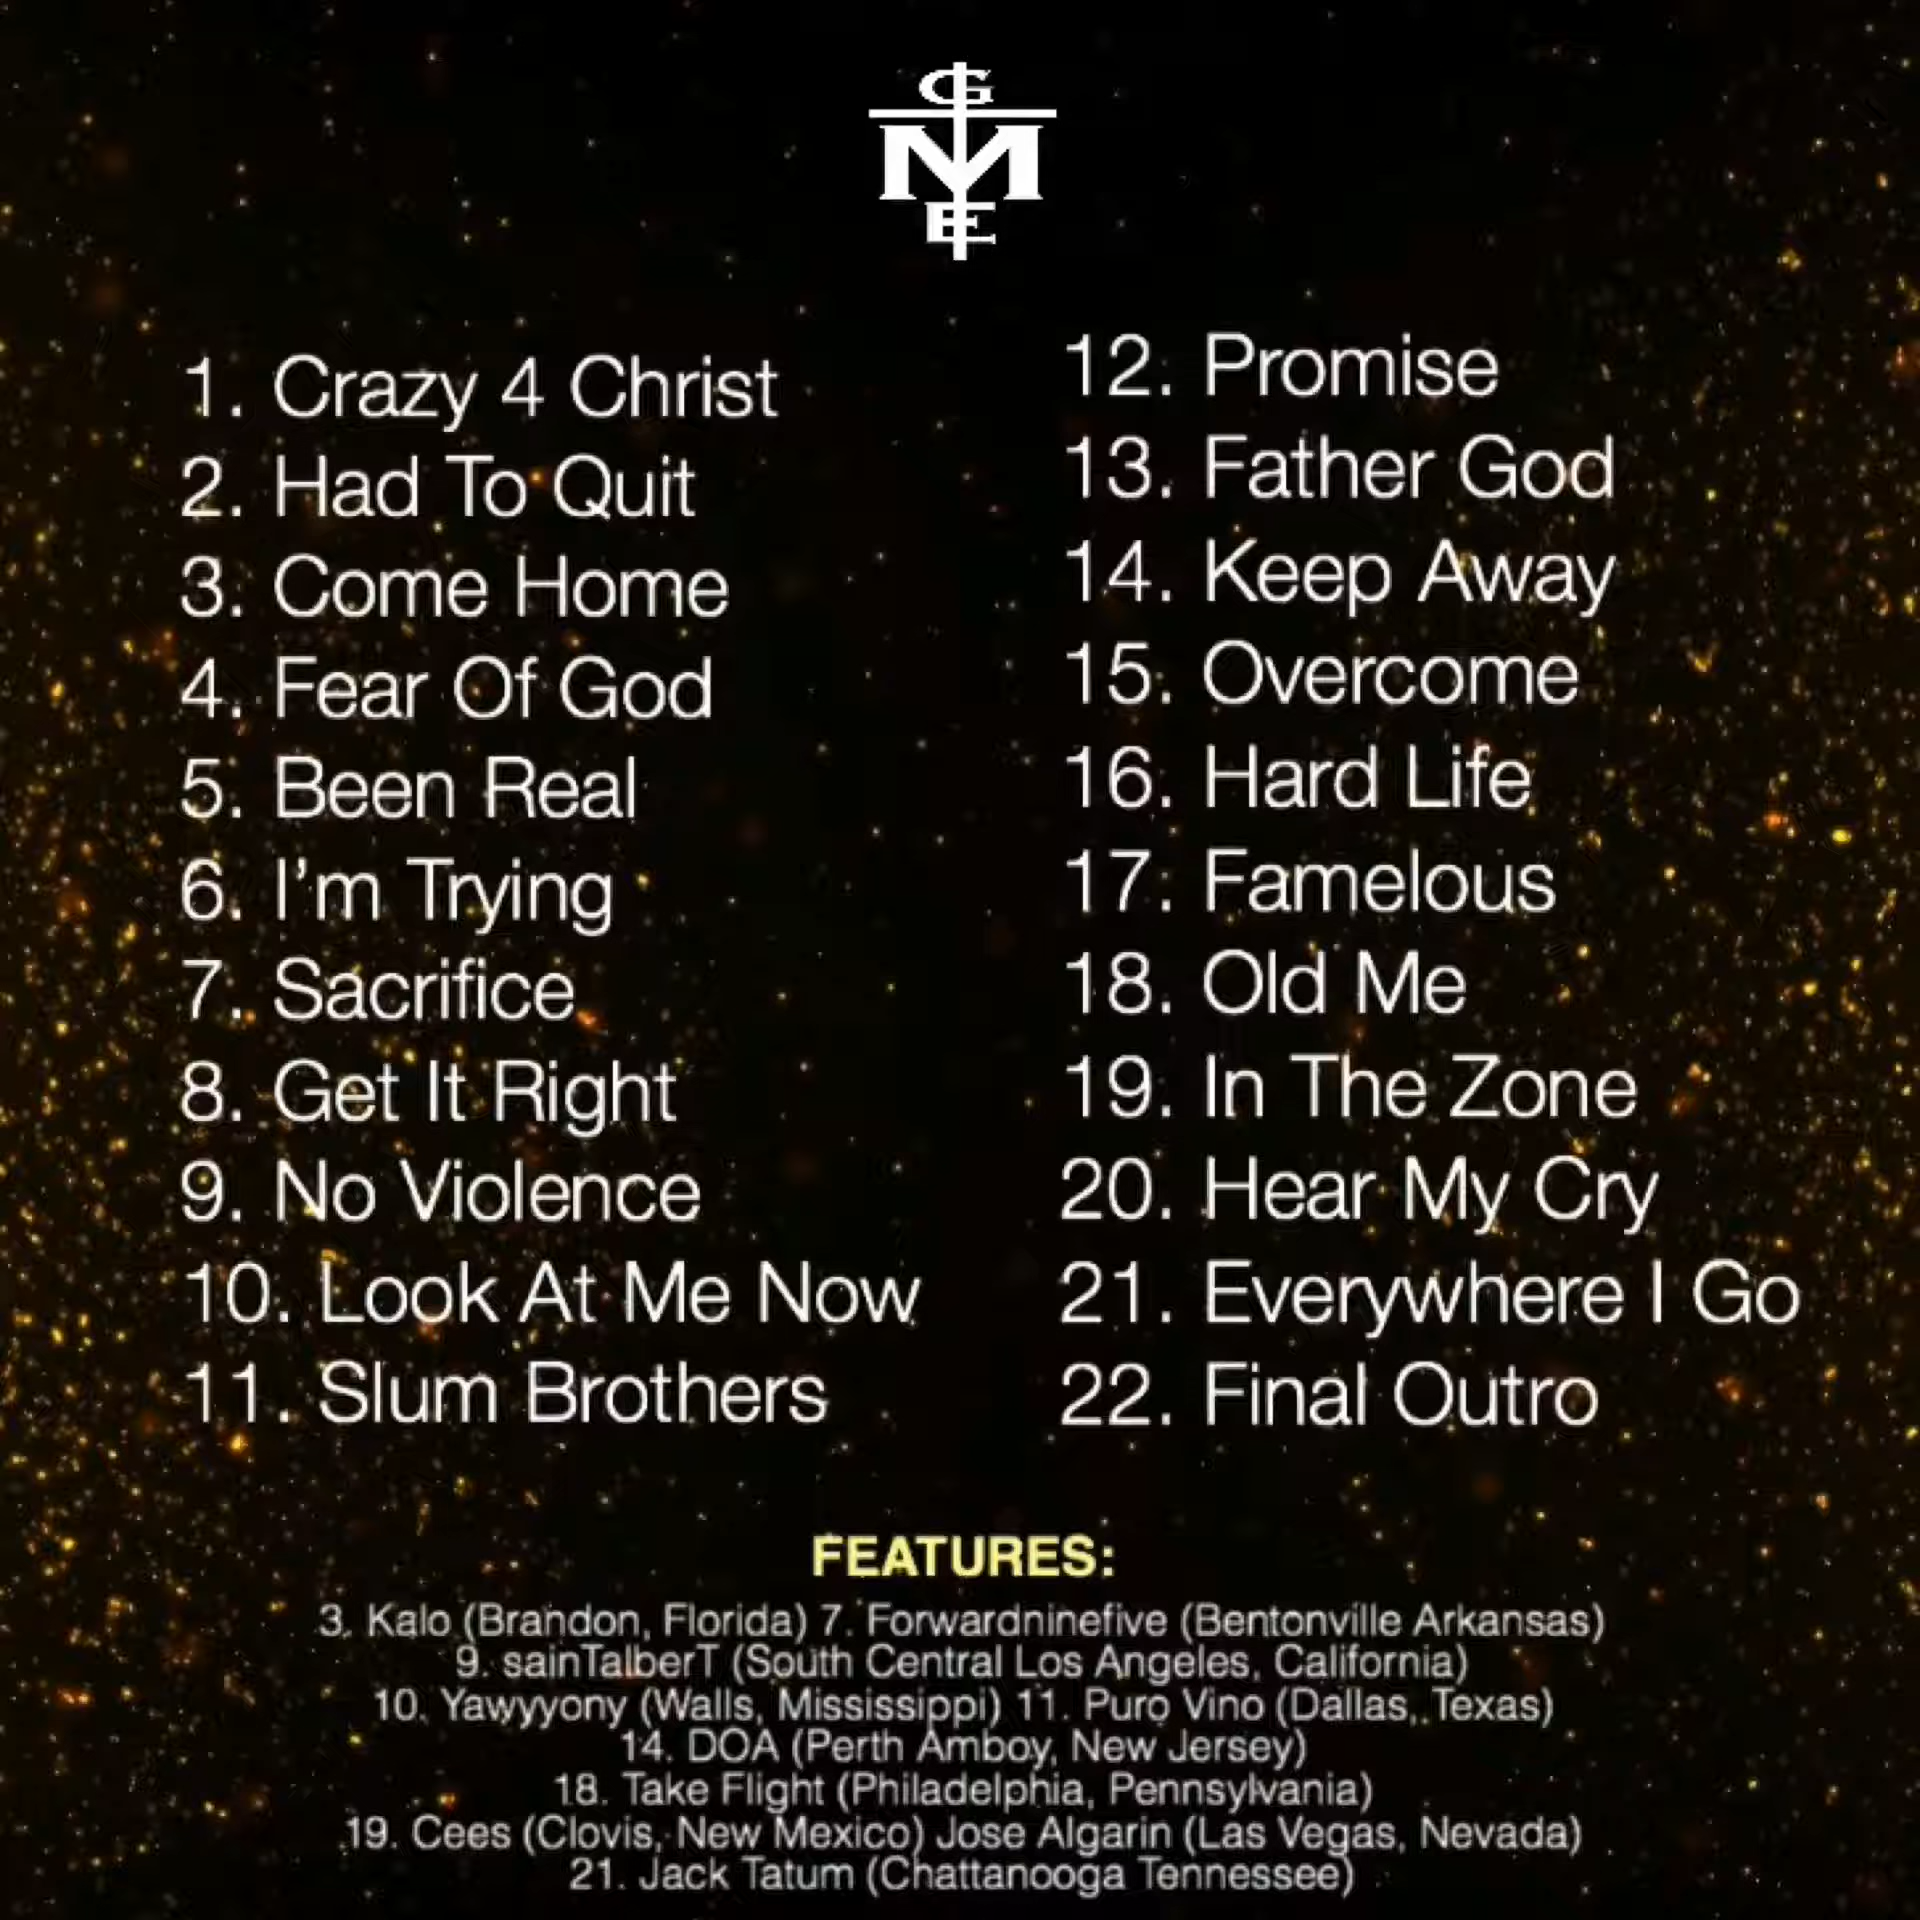 G
M
E
1. Crazy 4 Christ
2. Had To Quit
3. Come Home
4. Fear Of God
5. Been Real
6. I'm Trying
7. Sacrifice
8. Get It Right
9. No Violence
10. Look At Me Now
11. Slum Brothers
12. Promise
13. Father God
14. Keep Away
15. Overcome
16. Hard Life
17. Famelous
18. Old Me
19. In The Zone
20. Hear My Cry
21. Everywhere I Go
22. Final Outro
FEATURES:
3. Kalo (Brandon, Florida) 7. Forwardninefive (Bentonville Arkansas)
9. sainTalberT (South Central Los Angeles, California)
10. Yawyyyony (Walls, Mississippi) 11. Puro Vino (Dallas, Texas)
14. DOA (Perth Amboy, New Jersey)
18. Take Flight (Philadelphia, Pennsylvania)
19. Cees (Clovis, New Mexico) Jose Algarin (Las Vegas, Nevada)
21. Jack Tatum (Chattanooga Tennessee)